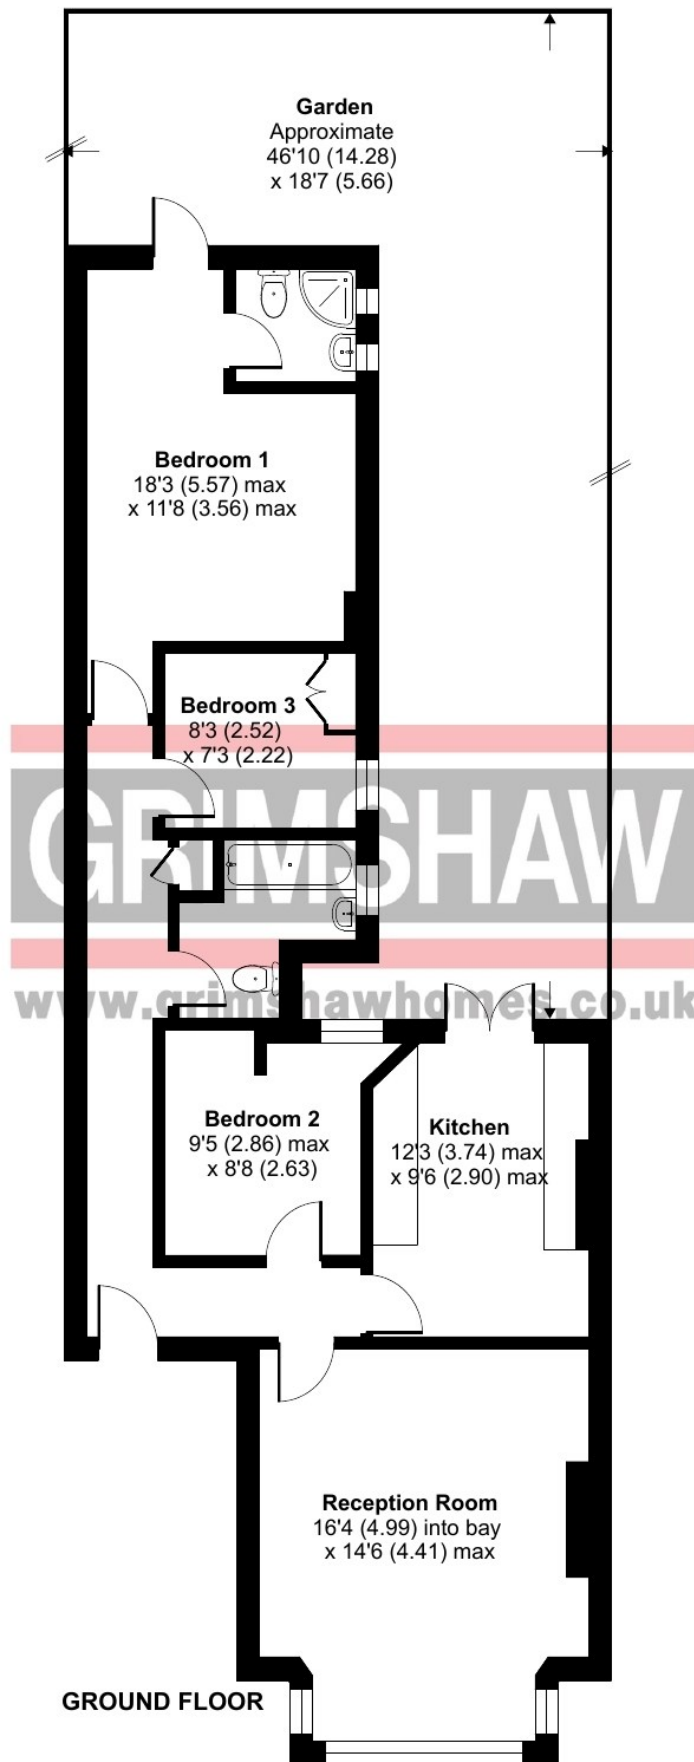 Garden
Approximate
46'10 (14.28)
x 18'7 (5.66)
Bedroom 1
18'3 (5.57) max
x 11'8 (3.56) max
Bedroom 3
8'3 (2.52)
x 7'3 (2.22)
GRIMSHAW
www.grimshawhomes.co.uk
Bedroom 2
9'5 (2.86) max
x 8'8 (2.63)
Kitchen
12'3 (3.74) max
x 9'6 (2.90) max
Reception Room
16'4 (4.99) into bay
x 14'6 (4.41) max
GROUND FLOOR